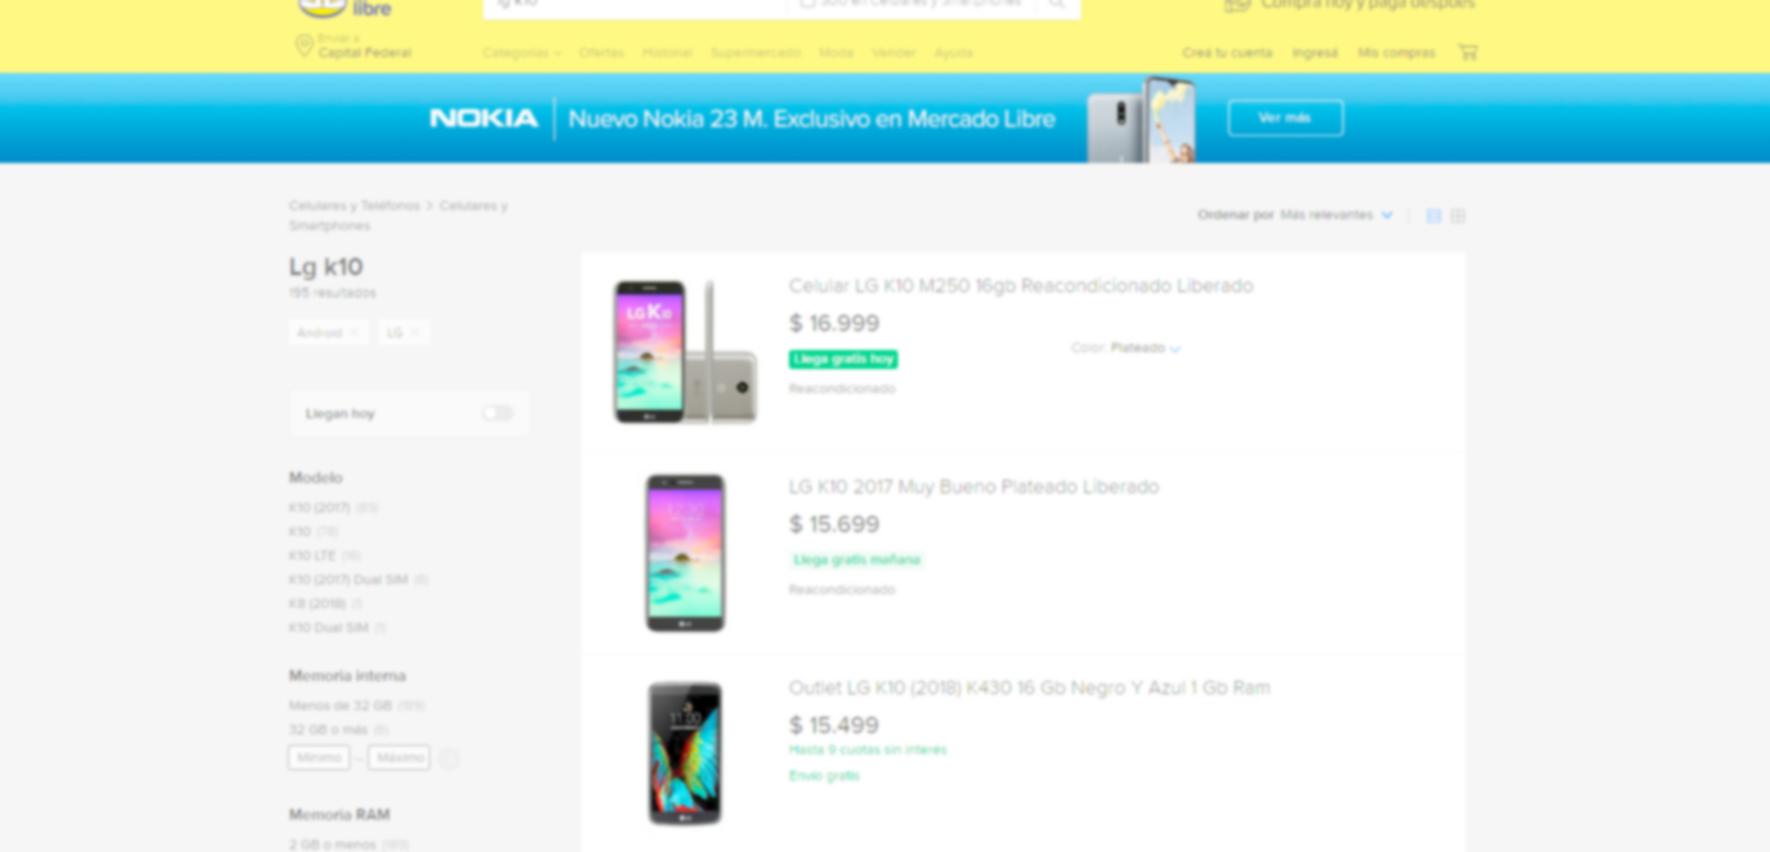 libre
lg k10
Solo en Celulares y Smartphones
Compra hoy y paga después
Enviar a
Capital Federal
Categorías
Ofertas
Historial
Supermercado
Moda
Vender
Ayuda
Creá tu cuenta
Ingresá
Mis compras
NOKIA
Nuevo Nokia 23 M. Exclusivo en Mercado Libre
Ver más
Celulares y Teléfonos > Celulares y
Smartphones
Ordenar por Más relevantes
Lg k10
195 resultados
Android
LG
Llegan hoy
Modelo
K10 (2017)
K10 (78)
K10 LTE (16)
K10 (2017) Dual SIM
K8 (2018)
K10 Dual SIM
Memoria interna
Menos de 32 GB (189)
32 GB o más (6)
Mínimo
Máximo
Memoria RAM
2 GB o menos
LG K10
Celular LG K10 M250 16gb Reacondicionado Liberado
$ 16.999
Llega gratis hoy
Color: Plateado
Reacondicionado
LG K10 2017 Muy Bueno Plateado Liberado
$ 15.699
Llega gratis mañana
Reacondicionado
Outlet LG K10 (2018) K430 16 Gb Negro Y Azul 1 Gb Ram
$ 15.499
Hasta 9 cuotas sin interés
Envío gratis